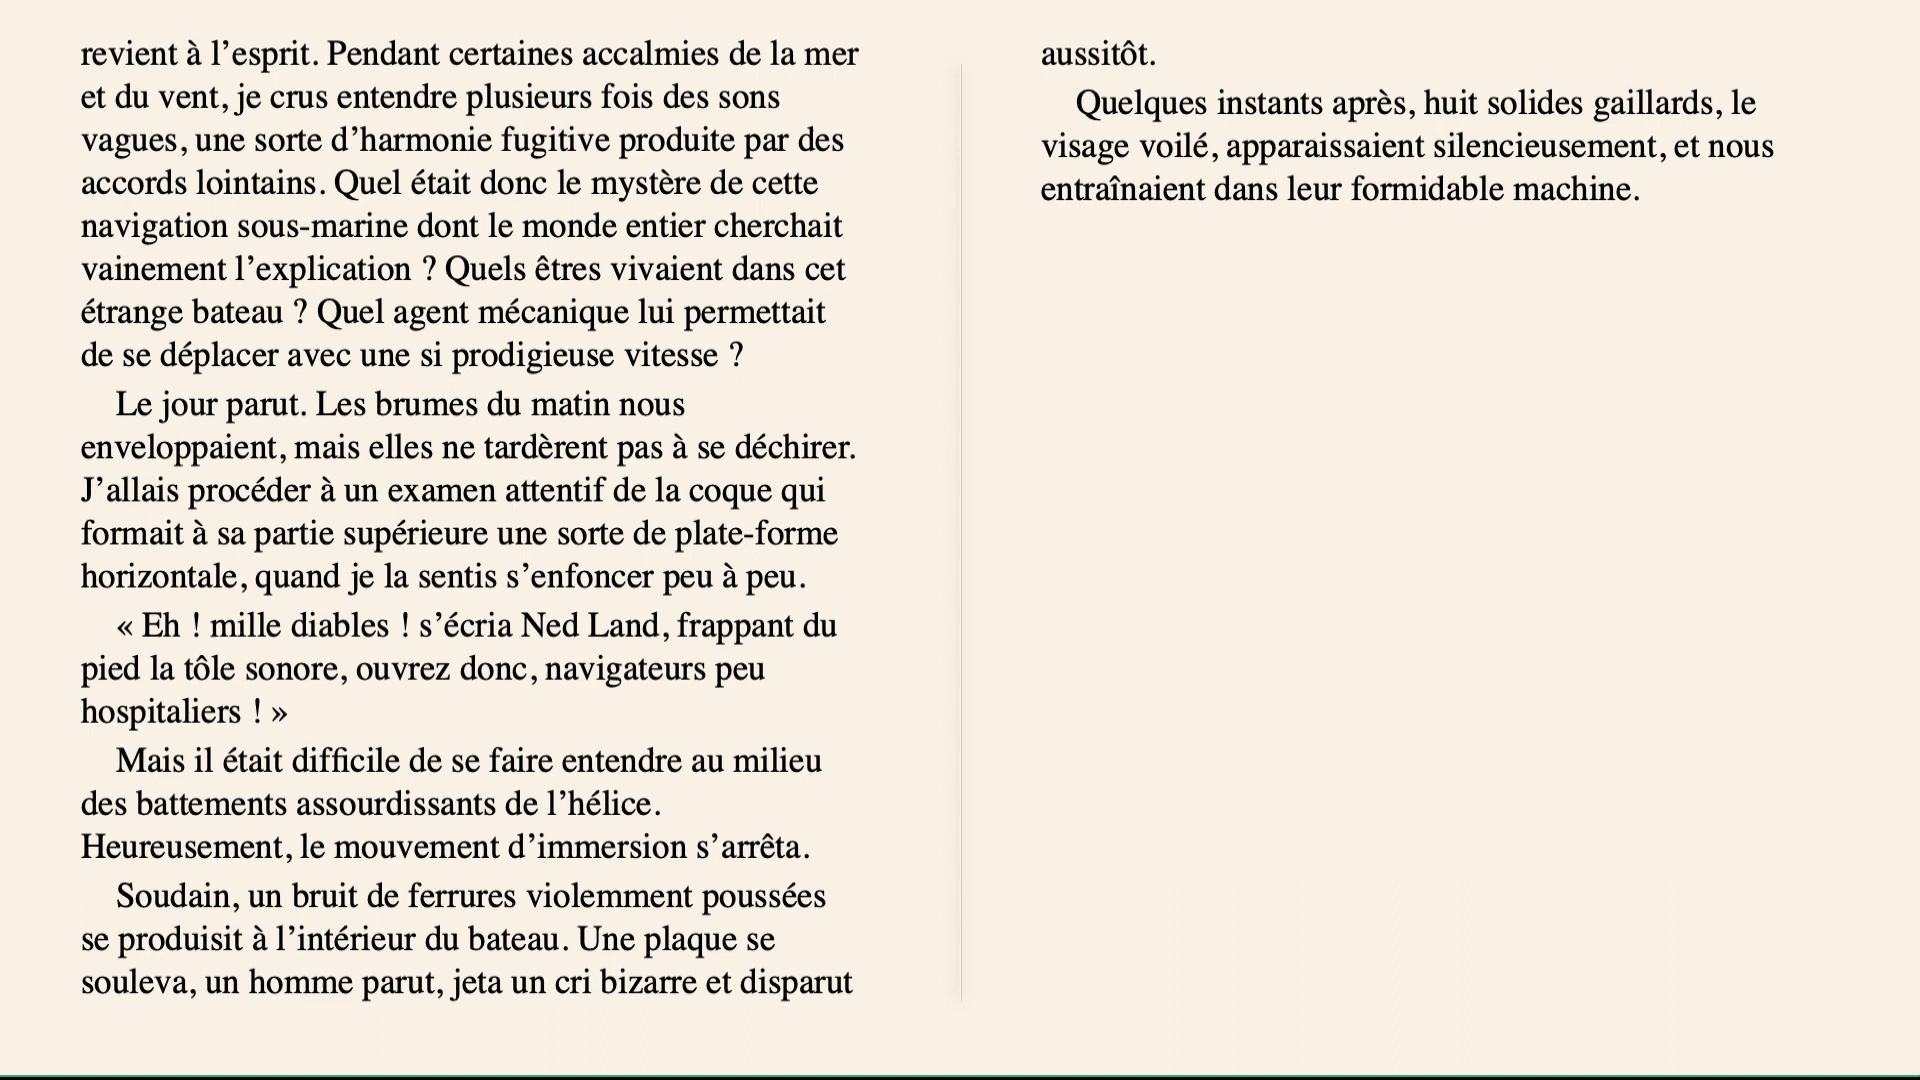 revient à l’esprit. Pendant certaines accalmies de la mer
et du vent, je crus entendre plusieurs fois des sons
vagues, une sorte d’harmonie fugitive produite par des
accords lointains. Quel était donc le mystère de cette
navigation sous-marine dont le monde entier cherchait
vainement l’explication ? Quels êtres vivaient dans cet
étrange bateau ? Quel agent mécanique lui permettait
de se déplacer avec une si prodigieuse vitesse ?
Le jour parut. Les brumes du matin nous
enveloppaient, mais elles ne tardèrent pas à se déchirer.
J’allais procéder à un examen attentif de la coque qui
formait à sa partie supérieure une sorte de plate-forme
horizontale, quand je la sentis s’enfoncer peu à peu.
« Eh ! mille diables ! s’écria Ned Land, frappant du
pied la tôle sonore, ouvrez donc, navigateurs peu
hospitaliers ! »
Mais il était difficile de se faire entendre au milieu
des battements assourdissants de l’hélice.
Heureusement, le mouvement d’immersion s’arrêta.
Soudain, un bruit de ferrures violemment poussées
se produisit à l’intérieur du bateau. Une plaque se
souleva, un homme parut, jeta un cri bizarre et disparut
aussitôt.
Quelques instants après, huit solides gaillards, le
visage voilé, apparaissaient silencieusement, et nous
entraînaient dans leur formidable machine.